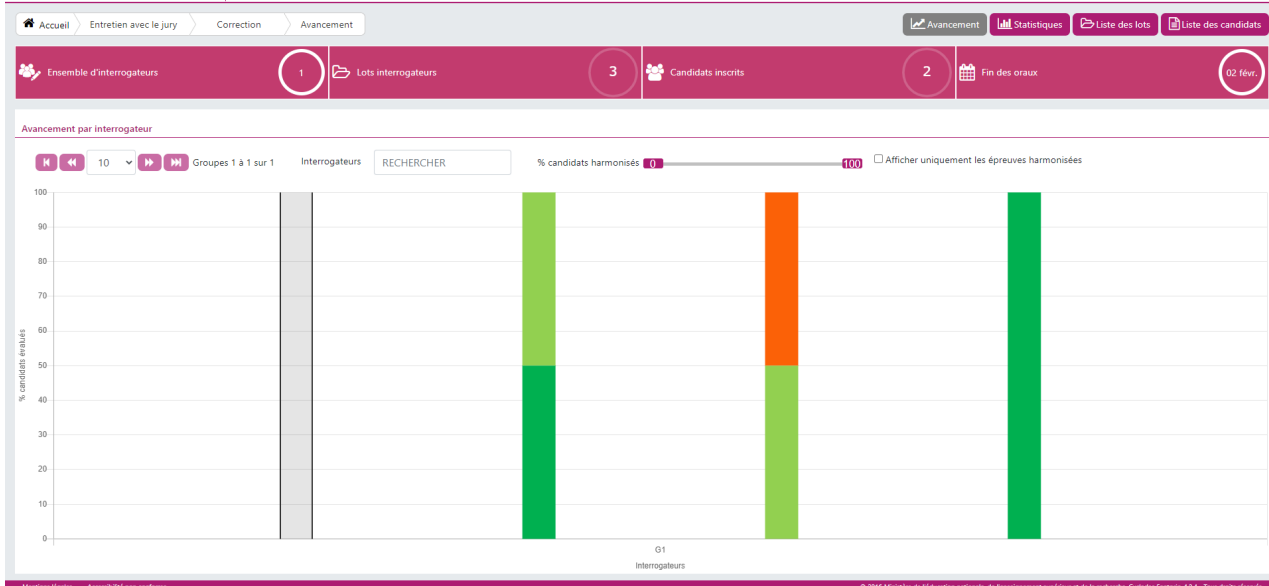 Accueil Entretien avec le jury Correction Avancement Avancement Statistiques Liste des lots Liste des candidats
Ensemble d'interrogateurs 1 Lots interrogateurs 3 Candidats inscrits 2 Fin des oraux 02 févr.
Avancement par interrogateur
10 Groupes 1 à 1 sur 1 Interrogateurs RECHERCHER % candidats harmonisés 0 100 Afficher uniquement les épreuves harmonisées
100
90
80
70
60
50
40
30
20
10
0
% candidats évalués
G1
Interrogateurs